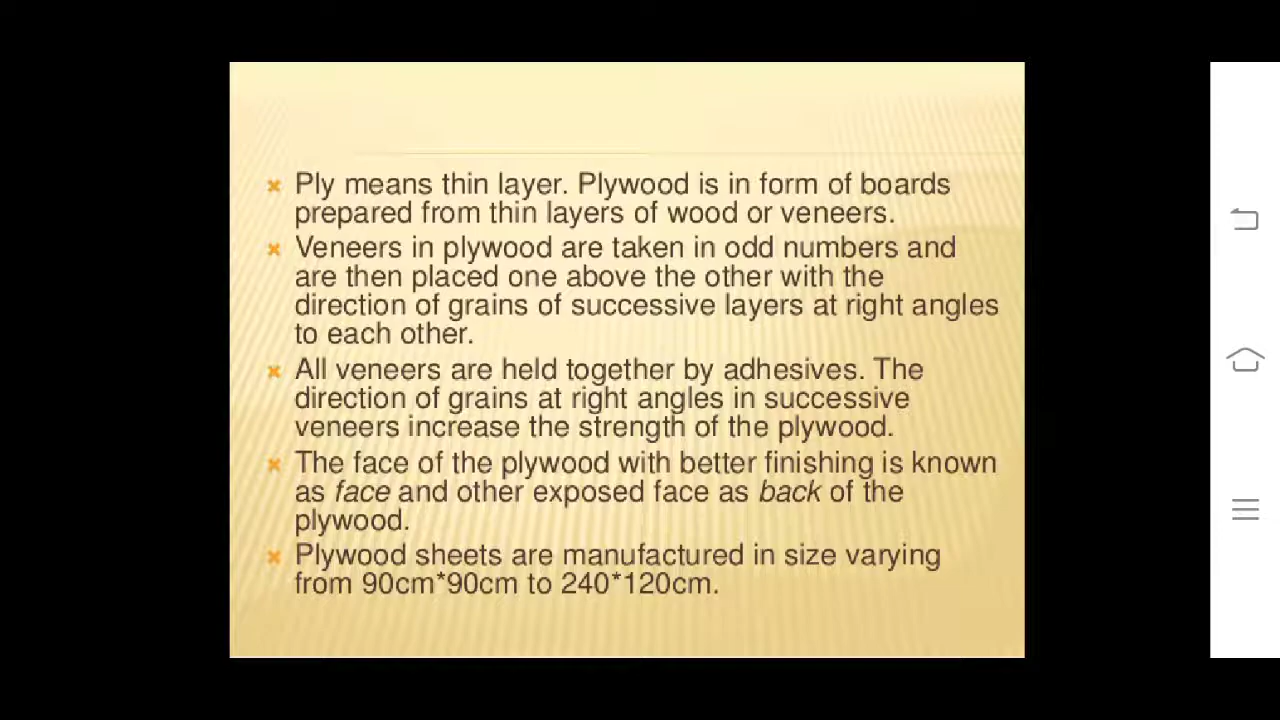 Ply means thin layer. Plywood is in form of boards
prepared from thin layers of wood or veneers.
Veneers in plywood are taken in odd numbers and
are then placed one above the other with the
direction of grains of successive layers at right angles
to each other.
All veneers are held together by adhesives. The
direction of grains at right angles in successive
veneers increase the strength of the plywood.
The face of the plywood with better finishing is known
as face and other exposed face as back of the
plywood.
Plywood sheets are manufactured in size varying
from 90cm*90cm to 240*120cm.